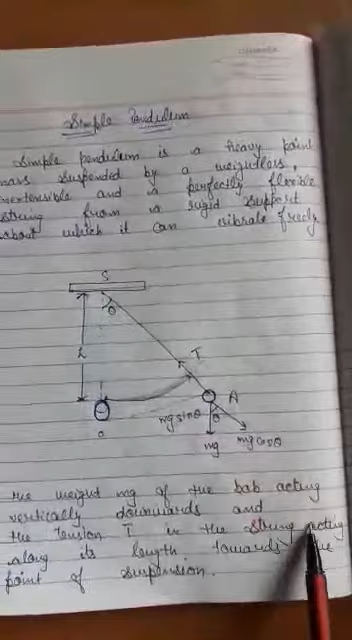 Simple Pendulum
Simple pendulum is a heavy point
mass suspended by a weightless,
inextensible and a perfectly flexible
string from a rigid support
about which it can vibrate freely
S
θ
L
T
A
mg sinθ
θ
O
mg
mg cosθ
the weight mg of the bob acting
vertically downwards and
the tension T in the string acting
along its length towards the
point of suspension.